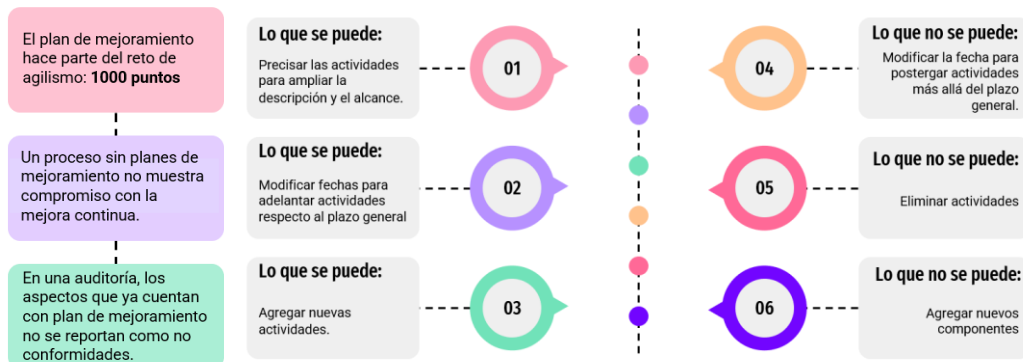 El plan de mejoramiento
hace parte del reto de
agilismo: 1000 puntos
Un proceso sin planes de
mejoramiento no muestra
compromiso con la
mejora continua.
En una auditoría, los
aspectos que ya cuentan
con plan de mejoramiento
no se reportan como no
conformidades.
Lo que se puede:
Precisar las actividades
para ampliar la
descripción y el alcance.
01
Lo que se puede:
Modificar fechas para
adelantar actividades
respecto al plazo general
02
Lo que se puede:
Agregar nuevas
actividades.
03
04
Lo que no se puede:
Modificar la fecha para
postergar actividades
más allá del plazo
general.
05
Lo que no se puede:
Eliminar actividades
06
Lo que no se puede:
Agregar nuevos
componentes